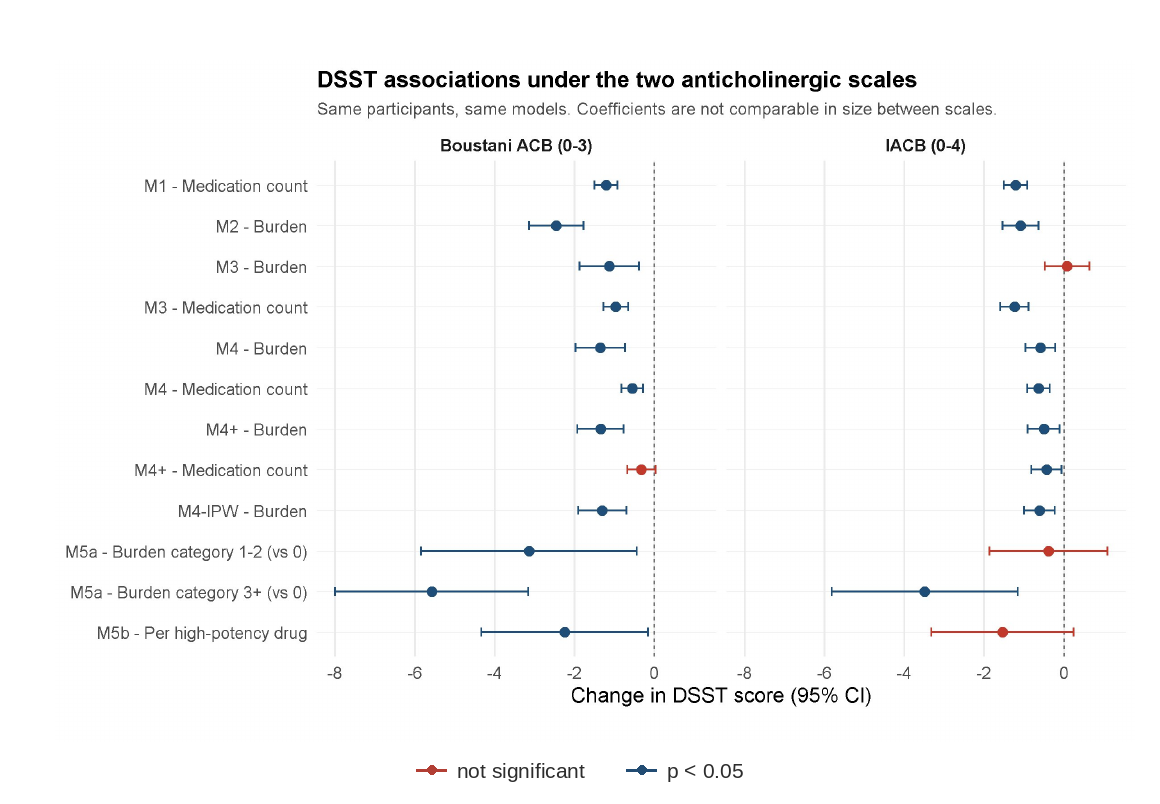 DSST associations under the two anticholinergic scales
Same participants, same models. Coefficients are not comparable in size between scales.
Boustani ACB (0-3)
IACB (0-4)
M1 - Medication count
M2 - Burden
M3 - Burden
M3 - Medication count
M4 - Burden
M4 - Medication count
M4+ - Burden
M4+ - Medication count
M4-IPW - Burden
M5a - Burden category 1-2 (vs 0)
M5a - Burden category 3+ (vs 0)
M5b - Per high-potency drug
-8 -6 -4 -2 0 -8 -6 -4 -2 0
Change in DSST score (95% CI)
not significant p < 0.05